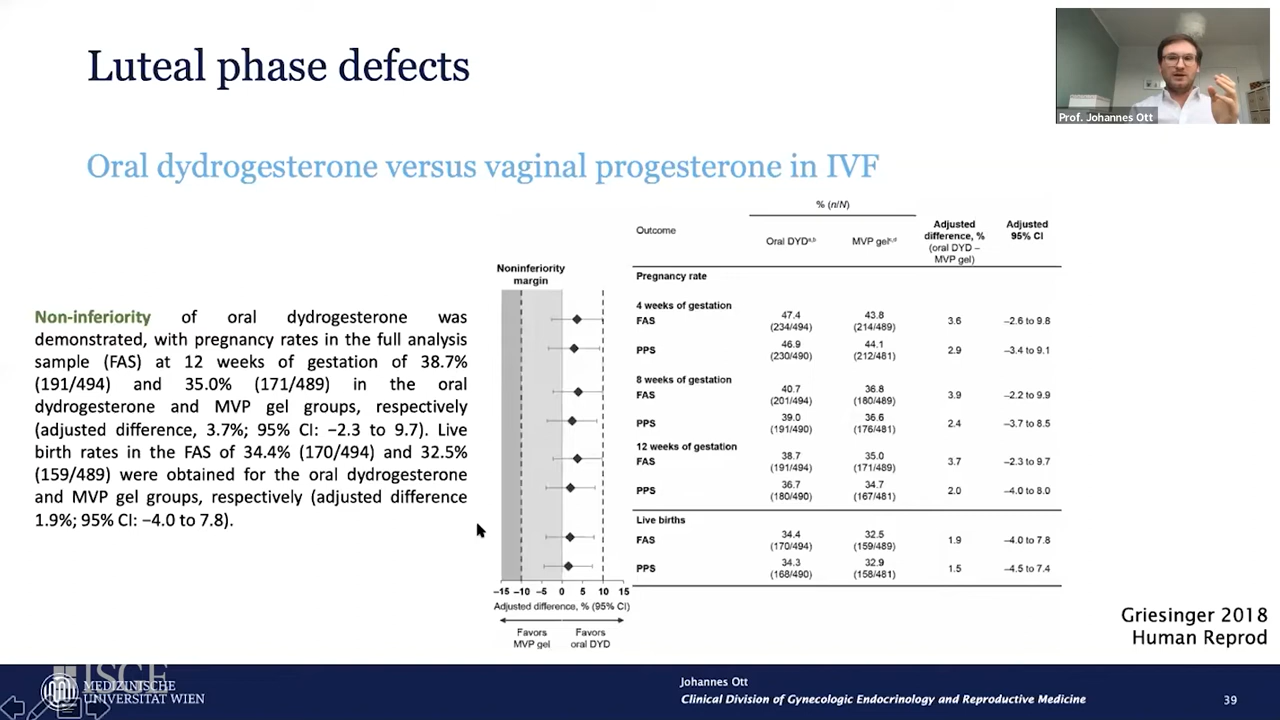 Luteal phase defects
Prof. Johannes Ott
Oral dydrogesterone versus vaginal progesterone in IVF
Non-inferiority of oral dydrogesterone was
demonstrated, with pregnancy rates in the full analysis
sample (FAS) at 12 weeks of gestation of 38.7%
(191/494) and 35.0% (171/489) in the oral
dydrogesterone and MVP gel groups, respectively
(adjusted difference, 3.7%; 95% CI: −2.3 to 9.7). Live
birth rates in the FAS of 34.4% (170/494) and 32.5%
(159/489) were obtained for the oral dydrogesterone
and MVP gel groups, respectively (adjusted difference
1.9%; 95% CI: −4.0 to 7.8).
Noninferiority
margin
−15 −10 −5 0 5 10 15
Adjusted difference, % (95% CI)
Favors Favors
MVP gel oral DYD
% (n/N)
Outcome Oral DYDa,b MVP gelc,d Adjusted Adjusted
difference, % 95% CI
(oral DYD –
MVP gel)
Pregnancy rate
4 weeks of gestation
FAS 47.4 43.8 3.6 −2.6 to 9.8
(234/494) (214/489)
PPS 46.9 44.1 2.9 −3.4 to 9.1
(230/490) (212/481)
8 weeks of gestation
FAS 40.7 36.8 3.9 −2.2 to 9.9
(201/494) (180/489)
PPS 39.0 36.6 2.4 −3.7 to 8.5
(191/490) (176/481)
12 weeks of gestation
FAS 38.7 35.0 3.7 −2.3 to 9.7
(191/494) (171/489)
PPS 36.7 34.7 2.0 −4.0 to 8.0
(180/490) (167/481)
Live births
FAS 34.4 32.5 1.9 −4.0 to 7.8
(170/494) (159/489)
PPS 34.3 32.9 1.5 −4.5 to 7.4
(168/490) (158/481)
Griesinger 2018
Human Reprod
ISGE
MEDIZINISCHE
UNIVERSITÄT WIEN
Johannes Ott
Clinical Division of Gynecologic Endocrinology and Reproductive Medicine
39